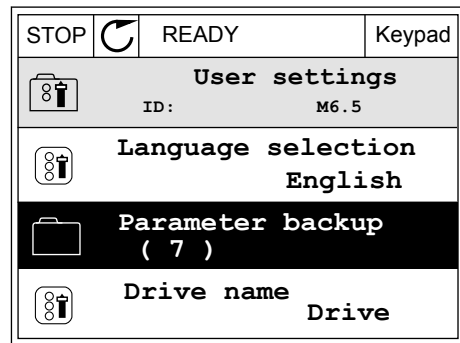 STOP READY Keypad
User settings
ID: M6.5
Language selection
English
Parameter backup
( 7 )
Drive name
Drive